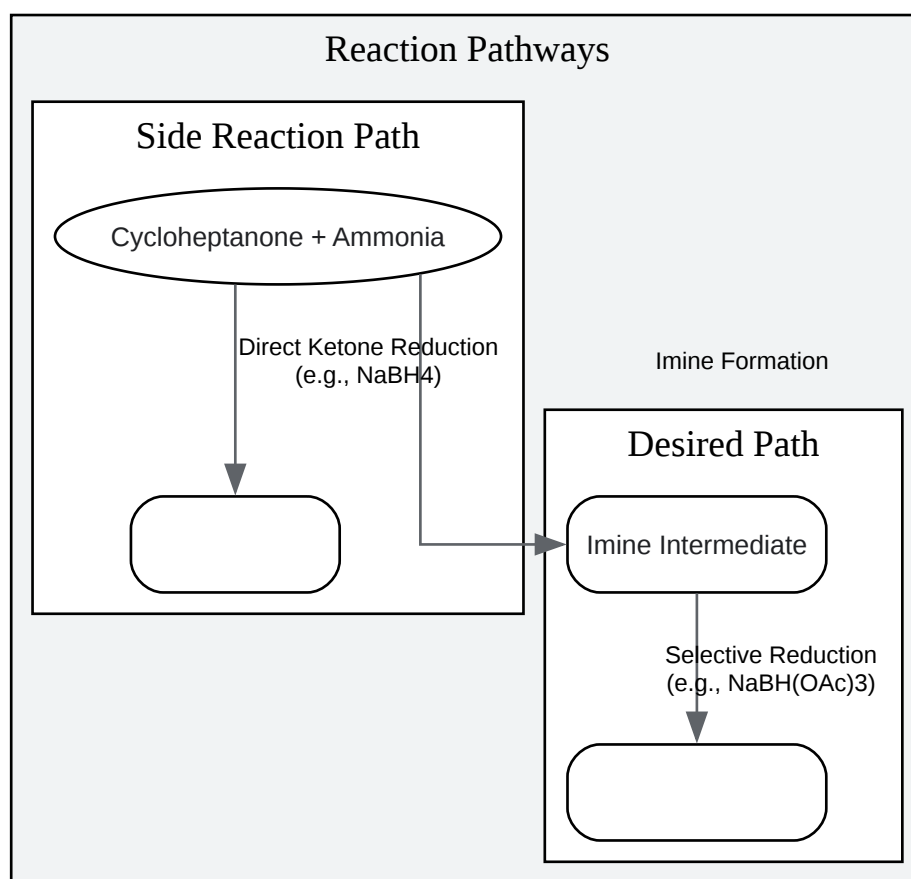 Reaction Pathways
Side Reaction Path
Cycloheptanone + Ammonia
Direct Ketone Reduction
(e.g., NaBH4)
Imine Formation
Desired Path
Imine Intermediate
Selective Reduction
(e.g., NaBH(OAc)3)